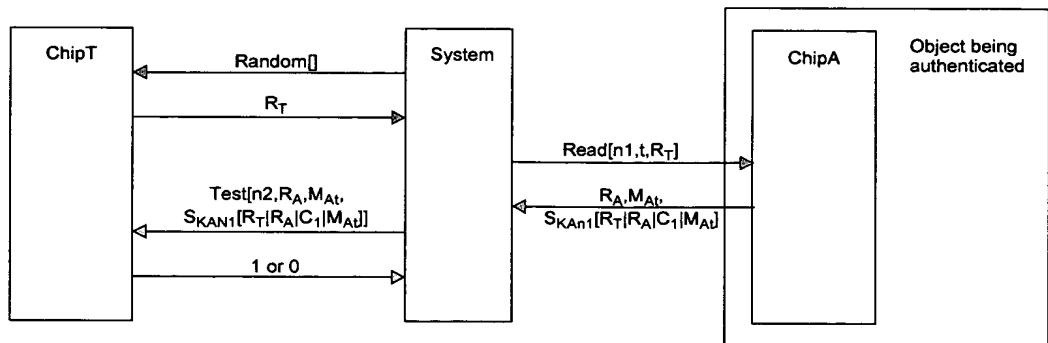 ChipT
System
ChipA
Object being
authenticated
Random[]
R_T
Read[n1,t,R_T]
Test[n2,R_A,M_At,
S_KAN1[R_T|R_A|C_1|M_At]]
R_A,M_At,
S_KAn1[R_T|R_A|C_1|M_At]
1 or 0